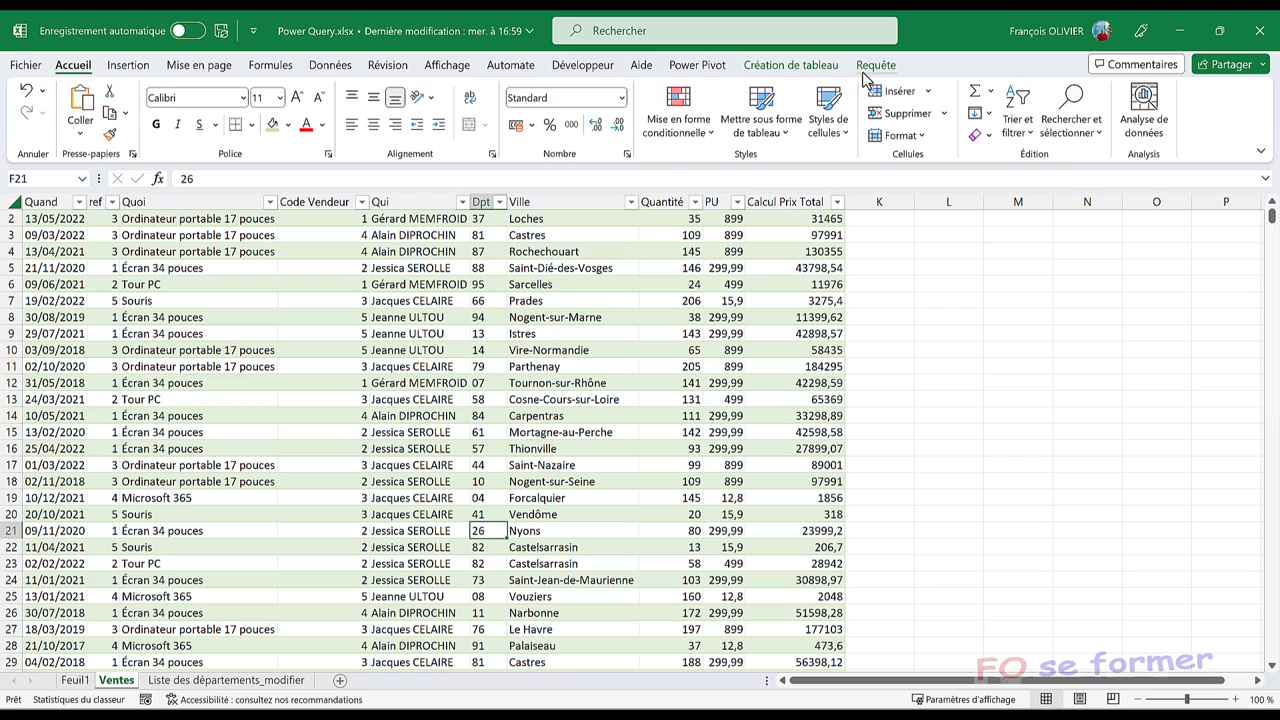 Enregistrement automatique Power Query.xlsx • Dernière modification : mer. à 16:59 Rechercher François OLIVIER
Fichier Accueil Insertion Mise en page Formules Données Révision Affichage Automate Développeur Aide Power Pivot Création de tableau Requête Commentaires Partager
Coller
Calibri 11
G I S
Standard
% 000
Mise en forme conditionnelle
Mettre sous forme de tableau
Styles de cellules
Insérer
Supprimer
Format
Trier et filtrer
Rechercher et sélectionner
Analyse de données
Annuler Presse-papiers Police Alignement Nombre Styles Cellules Édition Analysis
F21 fx 26
Quand ref Quoi Code Vendeur Qui Dpt Ville Quantité PU Calcul Prix Total K L M N O P
2 13/05/2022 3 Ordinateur portable 17 pouces 1 Gérard MEMFROID 37 Loches 35 899 31465
3 09/03/2022 3 Ordinateur portable 17 pouces 4 Alain DIPROCHIN 81 Castres 109 899 97991
4 13/04/2021 3 Ordinateur portable 17 pouces 4 Alain DIPROCHIN 87 Rochechouart 145 899 130355
5 21/11/2020 1 Écran 34 pouces 2 Jessica SEROLLE 88 Saint-Dié-des-Vosges 146 299,99 43798,54
6 09/06/2021 2 Tour PC 1 Gérard MEMFROID 95 Sarcelles 24 499 11976
7 19/02/2022 5 Souris 3 Jacques CELAIRE 66 Prades 206 15,9 3275,4
8 30/08/2019 1 Écran 34 pouces 5 Jeanne ULTOU 94 Nogent-sur-Marne 38 299,99 11399,62
9 29/07/2021 1 Écran 34 pouces 5 Jeanne ULTOU 13 Istres 143 299,99 42898,57
10 03/09/2018 3 Ordinateur portable 17 pouces 5 Jeanne ULTOU 14 Vire-Normandie 65 899 58435
11 02/10/2020 3 Ordinateur portable 17 pouces 3 Jacques CELAIRE 79 Parthenay 205 899 184295
12 31/05/2018 1 Écran 34 pouces 1 Gérard MEMFROID 07 Tournon-sur-Rhône 141 299,99 42298,59
13 24/03/2021 2 Tour PC 3 Jacques CELAIRE 58 Cosne-Cours-sur-Loire 131 499 65369
14 10/05/2021 1 Écran 34 pouces 4 Alain DIPROCHIN 84 Carpentras 111 299,99 33298,89
15 13/02/2020 1 Écran 34 pouces 2 Jessica SEROLLE 61 Mortagne-au-Perche 142 299,99 42598,58
16 25/04/2022 1 Écran 34 pouces 2 Jessica SEROLLE 57 Thionville 93 299,99 27899,07
17 01/03/2022 3 Ordinateur portable 17 pouces 3 Jacques CELAIRE 44 Saint-Nazaire 99 899 89001
18 02/11/2018 3 Ordinateur portable 17 pouces 2 Jessica SEROLLE 10 Nogent-sur-Seine 109 899 97991
19 10/12/2021 4 Microsoft 365 3 Jacques CELAIRE 04 Forcalquier 145 12,8 1856
20 20/10/2021 5 Souris 3 Jacques CELAIRE 41 Vendôme 20 15,9 318
21 09/11/2020 1 Écran 34 pouces 2 Jessica SEROLLE 26 Nyons 80 299,99 23999,2
22 11/04/2021 5 Souris 2 Jessica SEROLLE 82 Castelsarrasin 13 15,9 206,7
23 02/02/2022 2 Tour PC 2 Jessica SEROLLE 82 Castelsarrasin 58 499 28942
24 11/01/2021 1 Écran 34 pouces 2 Jessica SEROLLE 73 Saint-Jean-de-Maurienne 103 299,99 30898,97
25 13/01/2021 4 Microsoft 365 5 Jeanne ULTOU 08 Vouziers 160 12,8 2048
26 30/07/2018 1 Écran 34 pouces 4 Alain DIPROCHIN 11 Narbonne 172 299,99 51598,28
27 18/03/2019 3 Ordinateur portable 17 pouces 3 Jacques CELAIRE 76 Le Havre 197 899 177103
28 21/10/2017 4 Microsoft 365 4 Alain DIPROCHIN 91 Palaiseau 37 12,8 473,6
29 04/02/2018 1 Écran 34 pouces 3 Jacques CELAIRE 81 Castres 188 299,99 56398,12
FO se former
Feuil1 Ventes Liste des départements_modifier
Prêt Statistiques du classeur Accessibilité : consultez nos recommandations Paramètres d'affichage 100 %